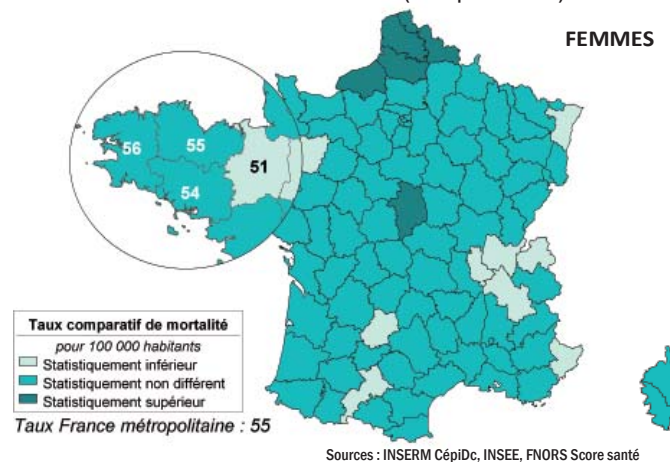 FEMMES
56
55
51
54
Taux comparatif de mortalité
pour 100 000 habitants
Statistiquement inférieur
Statistiquement non différent
Statistiquement supérieur
Taux France métropolitaine : 55
Sources : INSERM CépiDc, INSEE, FNORS Score santé